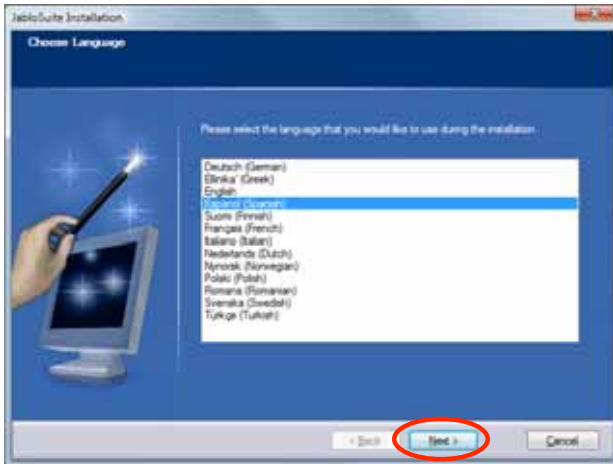 JabloSuite Installation
Choose Language
Please select the language that you would like to use during the installation.
Deutsch (German)
Ellinika' (Greek)
English
Español (Spanish)
Suomi (Finnish)
Français (French)
Italiano (Italian)
Nederlands (Dutch)
Nynorsk (Norwegian)
Polski (Polish)
Romana (Romanian)
Svenska (Swedish)
Türkçe (Turkish)
< Back
Next >
Cancel